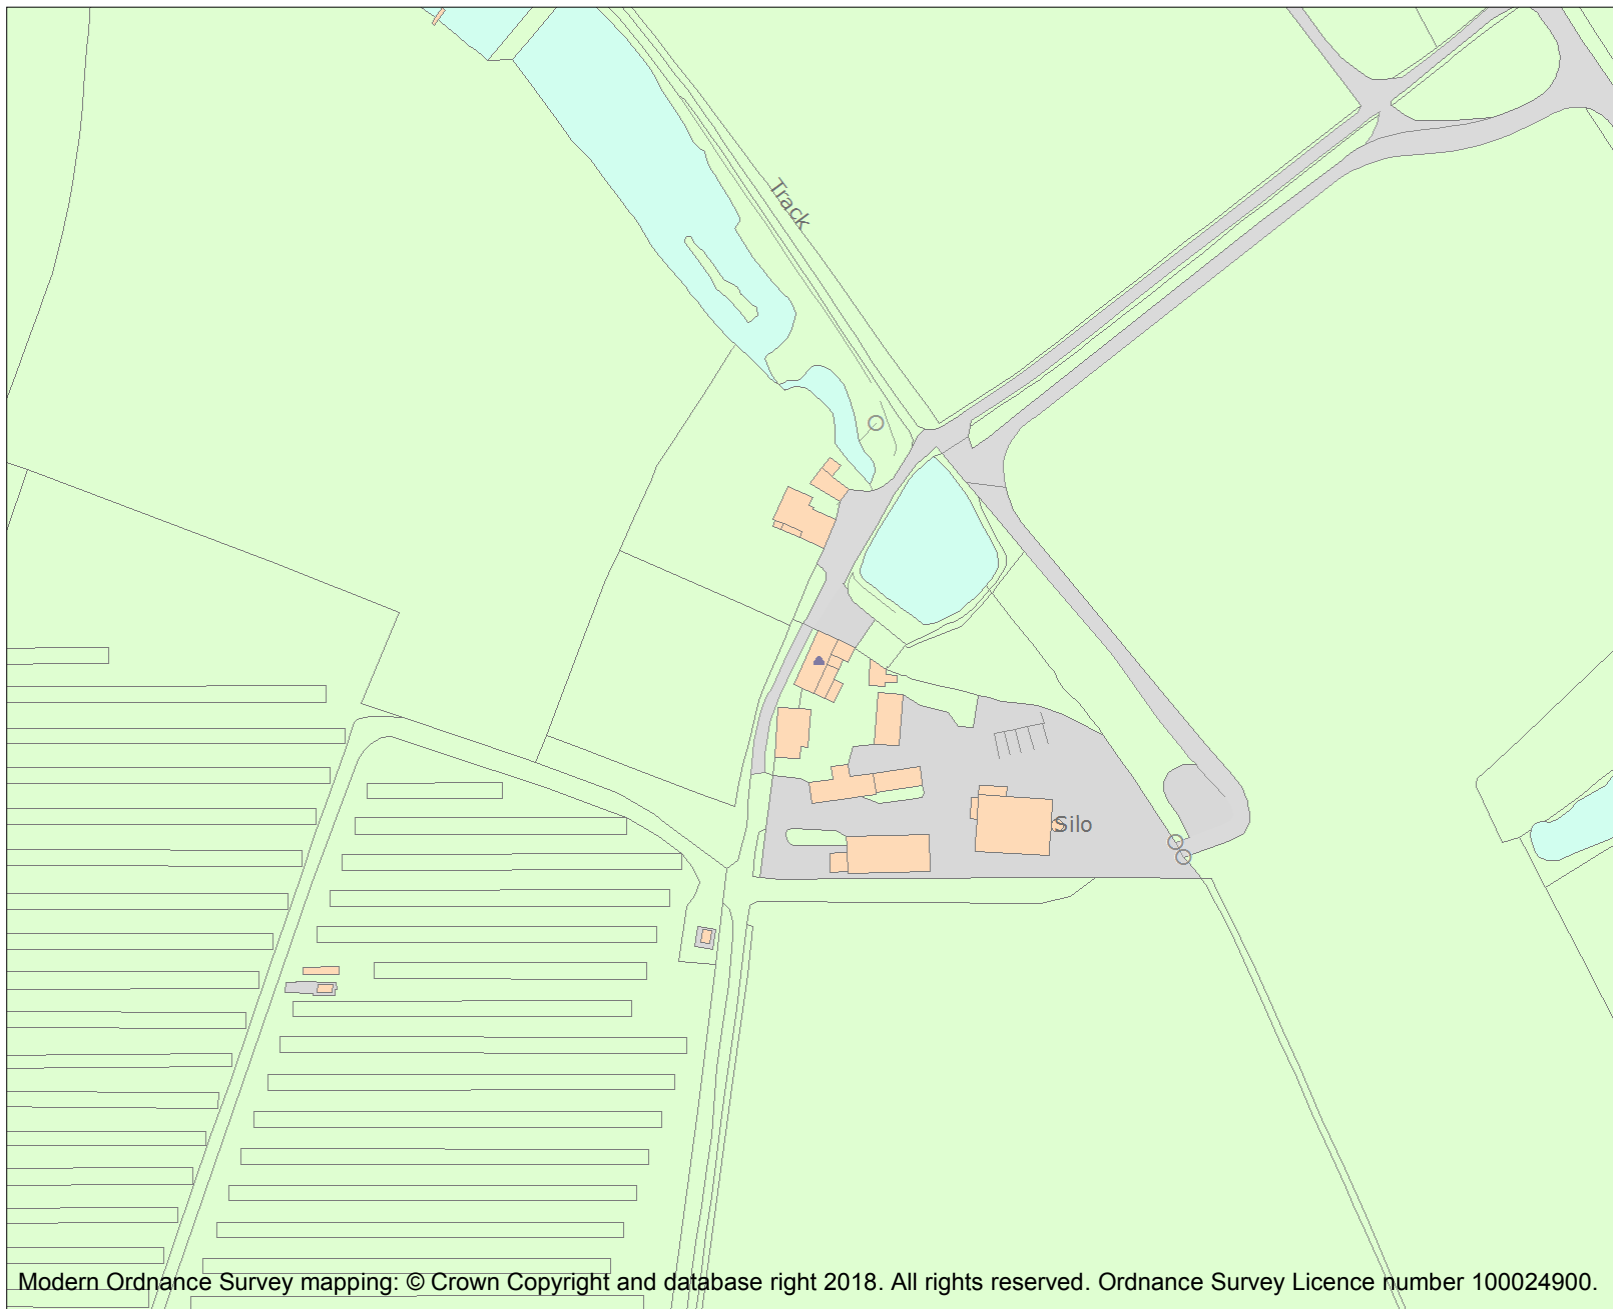 Track
Silo
Modern Ordnance Survey mapping: © Crown Copyright and database right 2018. All rights reserved. Ordnance Survey Licence number 100024900.